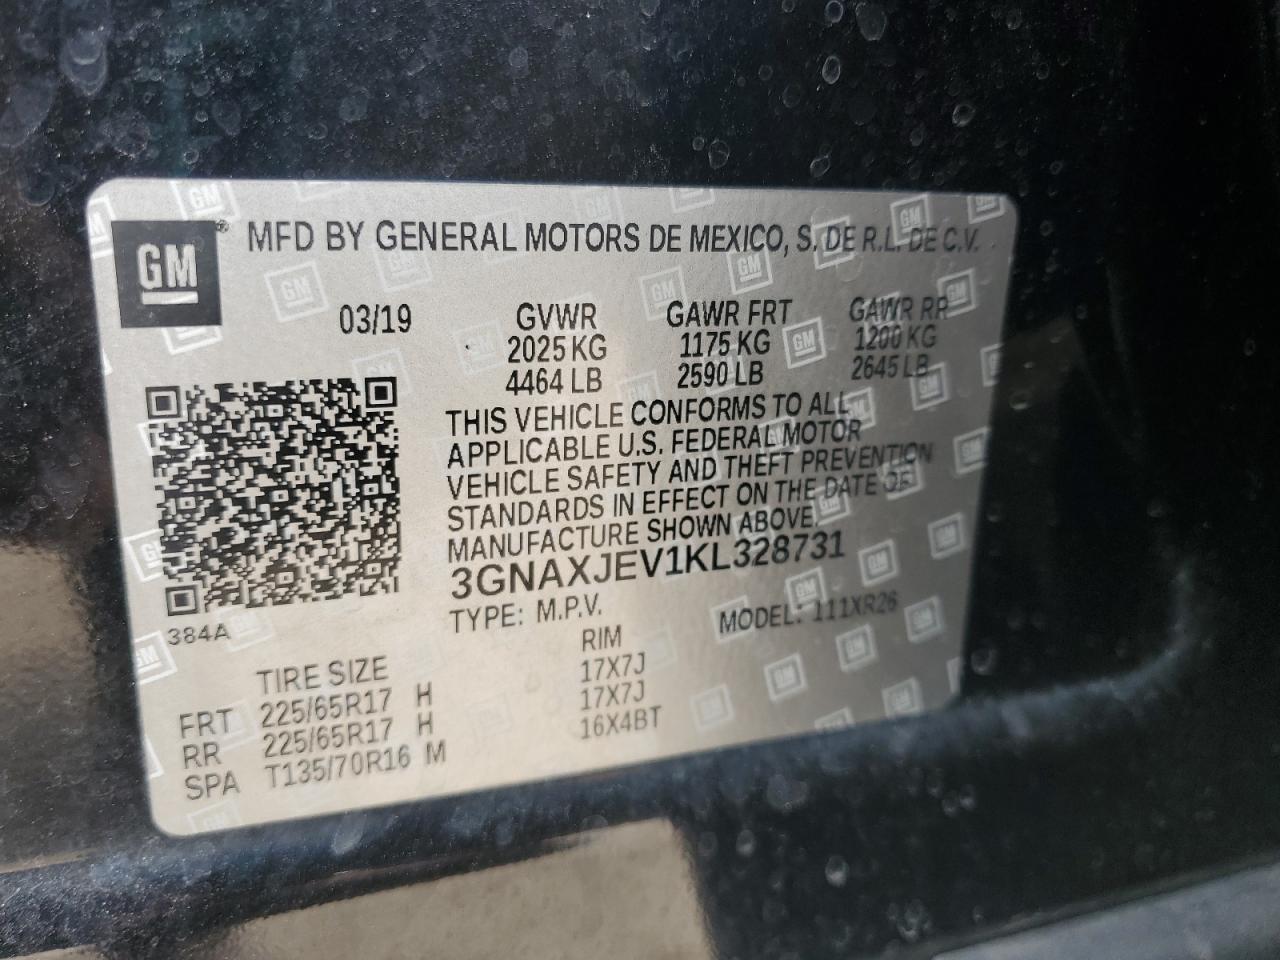 GM® MFD BY GENERAL MOTORS DE MEXICO, S. DE R.L. DE C.V.
03/19 GVWR GAWR FRT GAWR RR
2025 KG 1175 KG 1200 KG
4464 LB 2590 LB 2645 LB
THIS VEHICLE CONFORMS TO ALL
APPLICABLE U.S. FEDERAL MOTOR
VEHICLE SAFETY AND THEFT PREVENTION
STANDARDS IN EFFECT ON THE DATE OF
MANUFACTURE SHOWN ABOVE.
3GNAXJEV1KL328731
TYPE: M.P.V. MODEL: 111XR26
384A
TIRE SIZE RIM
FRT 225/65R17 H 17X7J
RR 225/65R17 H 17X7J
SPA T135/70R16 M 16X4BT